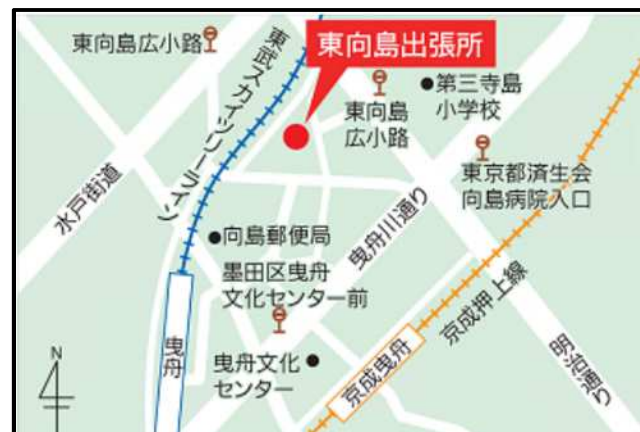 東向島広小路
東武スカイツリーライン
東向島出張所
東向島
広小路
第三寺島
小学校
水戸街道
東京都済生会
向島病院入口
向島郵便局
曳舟川通り
墨田区曳舟
文化センター前
京成押上線
曳舟
曳舟文化
センター
京成曳舟
明治通り
N
4